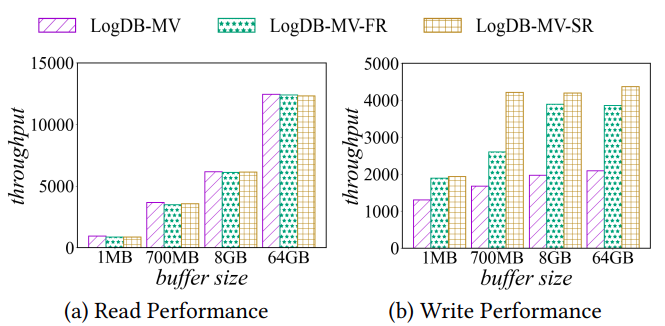 LogDB-MV LogDB-MV-FR LogDB-MV-SR
15000
10000
5000
0
throughput
1MB 700MB 8GB 64GB
buffer size
(a) Read Performance
5000
4000
3000
2000
1000
0
throughput
1MB 700MB 8GB 64GB
buffer size
(b) Write Performance